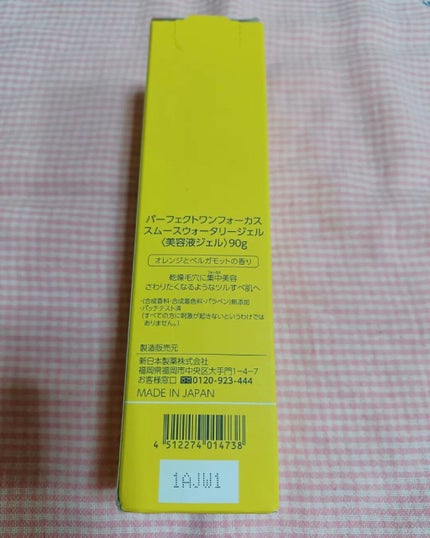 パーフェクトワンフォーカス
スムースウォータリージェル
〈美容液ジェル〉90g
オレンジとベルガモットの香り
乾燥毛穴に集中美容
さわりたくなるようなツルすべ肌へ
・〈合成香料・合成着色料・パラベン〉無添加
・パッチテスト済
(すべての方に刺激が起きないというわけでは
ありません。)
製造販売元
新日本製薬株式会社
福岡県福岡市中央区大手門1-4-7
お客様窓口 0120-923-444
MADE IN JAPAN
4 512274 014738
1AJW1